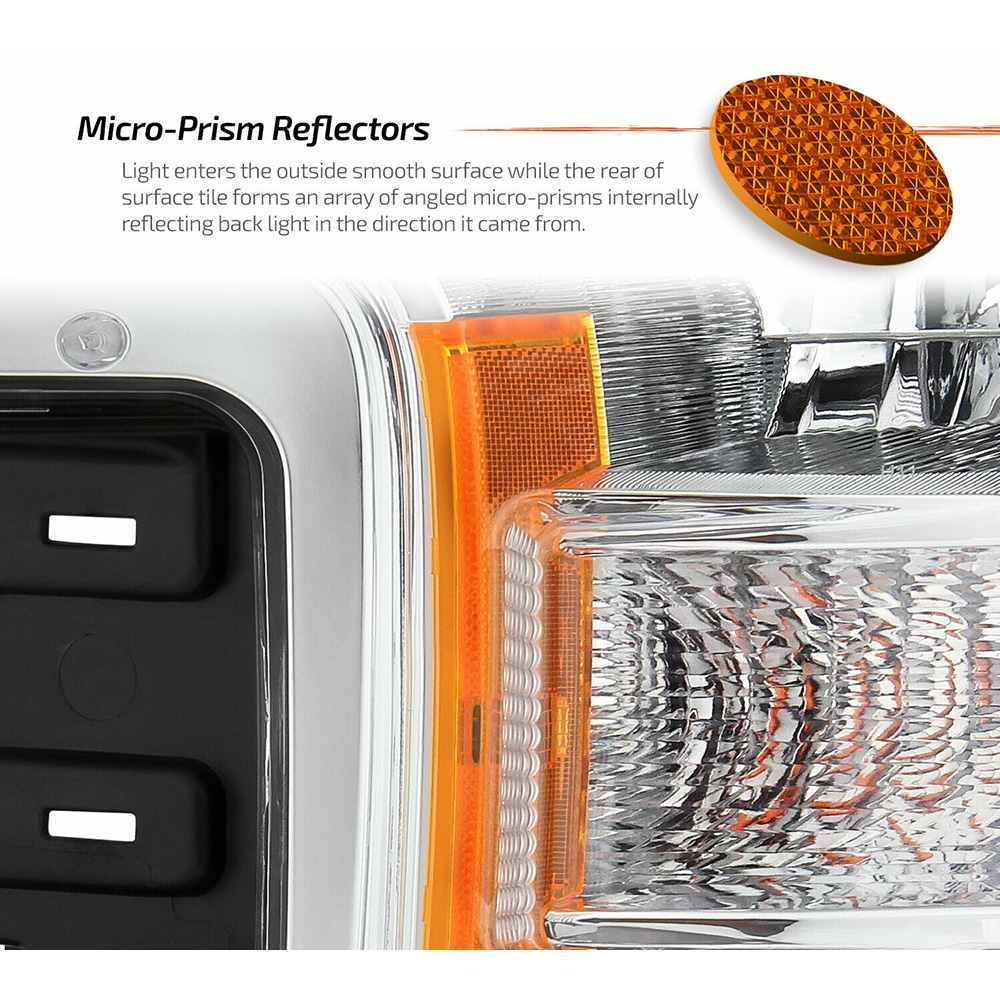 Micro-Prism Reflectors
Light enters the outside smooth surface while the rear of
surface tile forms an array of angled micro-prisms internally
reflecting back light in the direction it came from.